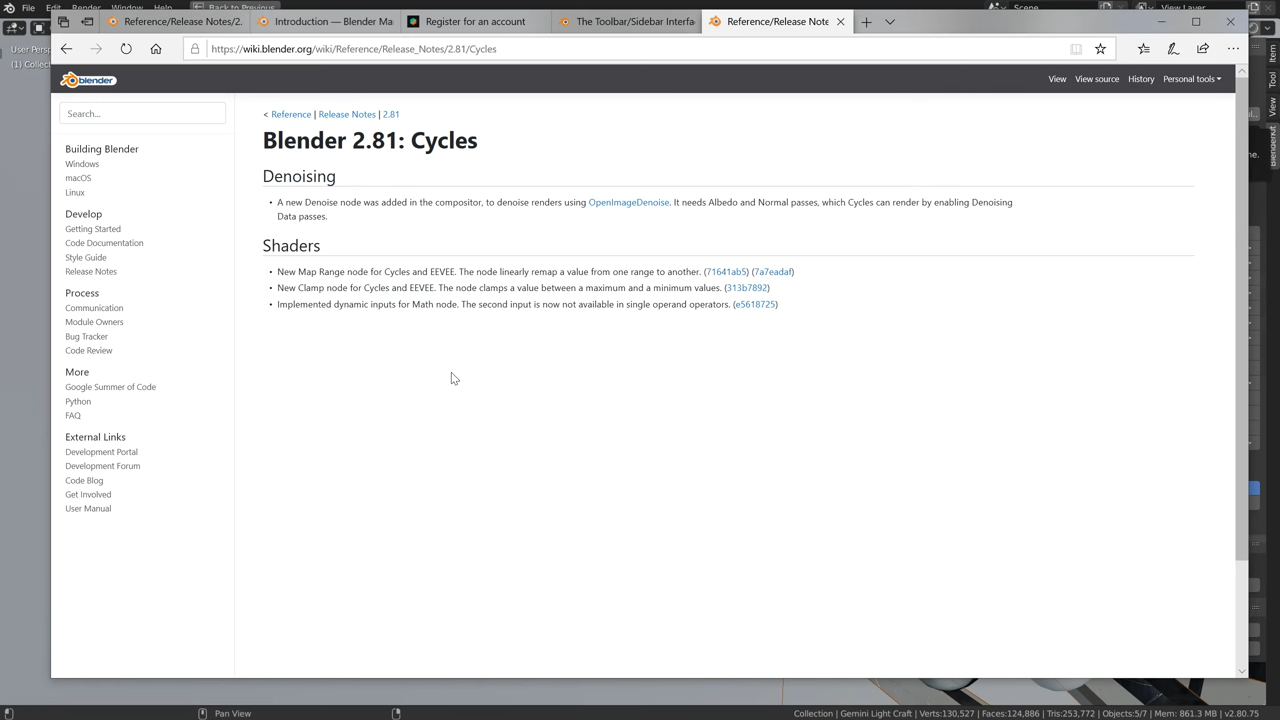 File
Render
Window
Help
Back to Previous
Scene
View Layer
User Persp
(1) Collec
Reference/Release Notes/2.
Introduction — Blender Ma
Register for an account
The Toolbar/Sidebar Interfa
Reference/Release Note
https://wiki.blender.org/wiki/Reference/Release_Notes/2.81/Cycles
blender
View
View source
History
Personal tools
Search...
Building Blender
Windows
macOS
Linux
Develop
Getting Started
Code Documentation
Style Guide
Release Notes
Process
Communication
Module Owners
Bug Tracker
Code Review
More
Google Summer of Code
Python
FAQ
External Links
Development Portal
Development Forum
Code Blog
Get Involved
User Manual
< Reference | Release Notes | 2.81
Blender 2.81: Cycles
Denoising
• A new Denoise node was added in the compositor, to denoise renders using OpenImageDenoise. It needs Albedo and Normal passes, which Cycles can render by enabling Denoising
Data passes.
Shaders
• New Map Range node for Cycles and EEVEE. The node linearly remap a value from one range to another. (71641ab5) (7a7eadaf)
• New Clamp node for Cycles and EEVEE. The node clamps a value between a maximum and a minimum values. (313b7892)
• Implemented dynamic inputs for Math node. The second input is now not available in single operand operators. (e5618725)
Item
Tool
View
BlenderKit
Pan View
Collection | Gemini Light Craft | Verts:130,527 | Faces:124,886 | Tris:253,772 | Objects:5/7 | Mem: 861.3 MB | v2.80.75